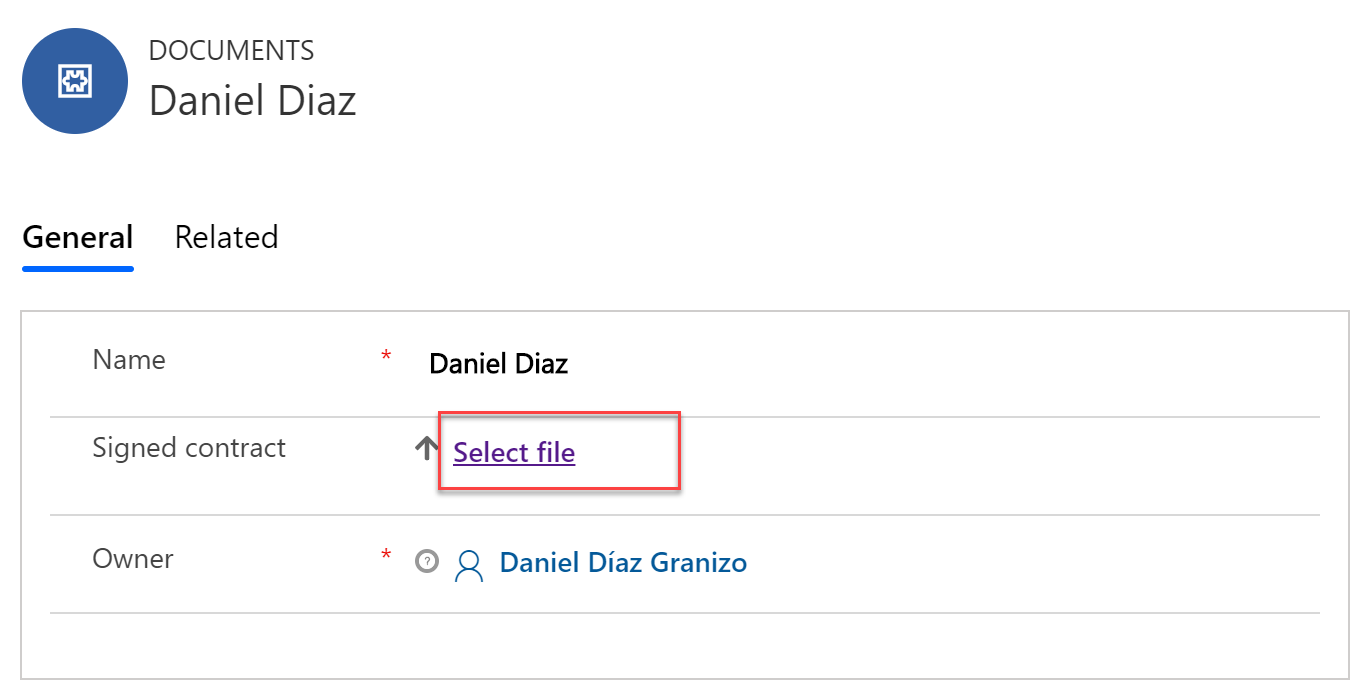 DOCUMENTS
Daniel Diaz
General Related
Name * Daniel Diaz
Signed contract Select file
Owner * ? Daniel Díaz Granizo